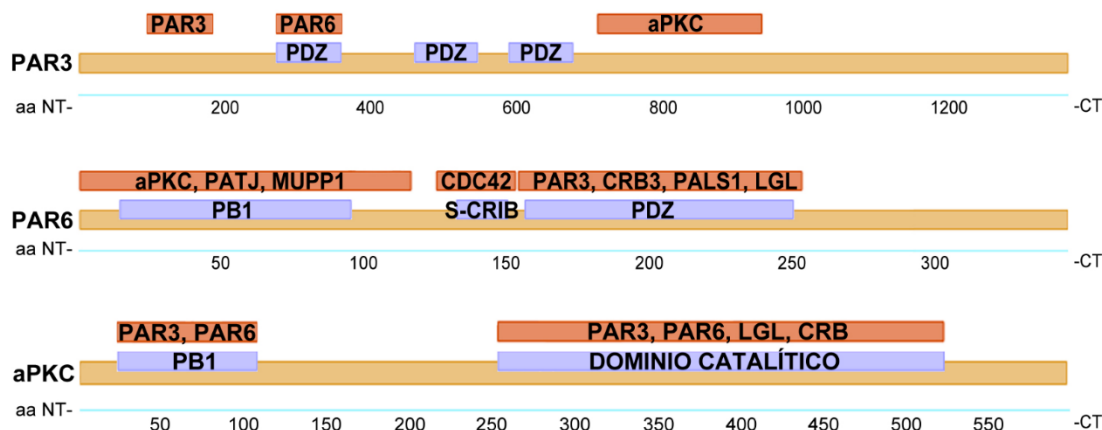 PAR3 PAR6 aPKC
PDZ PDZ PDZ
PAR3
aa NT- 200 400 600 800 1000 1200 -CT
aPKC, PATJ, MUPP1 CDC42 PAR3, CRB3, PALS1, LGL
PB1 S-CRIB PDZ
PAR6
aa NT- 50 100 150 200 250 300 -CT
PAR3, PAR6 PAR3, PAR6, LGL, CRB
PB1 DOMINIO CATALÍTICO
aPKC
aa NT- 50 100 150 200 250 300 350 400 450 500 550 -CT